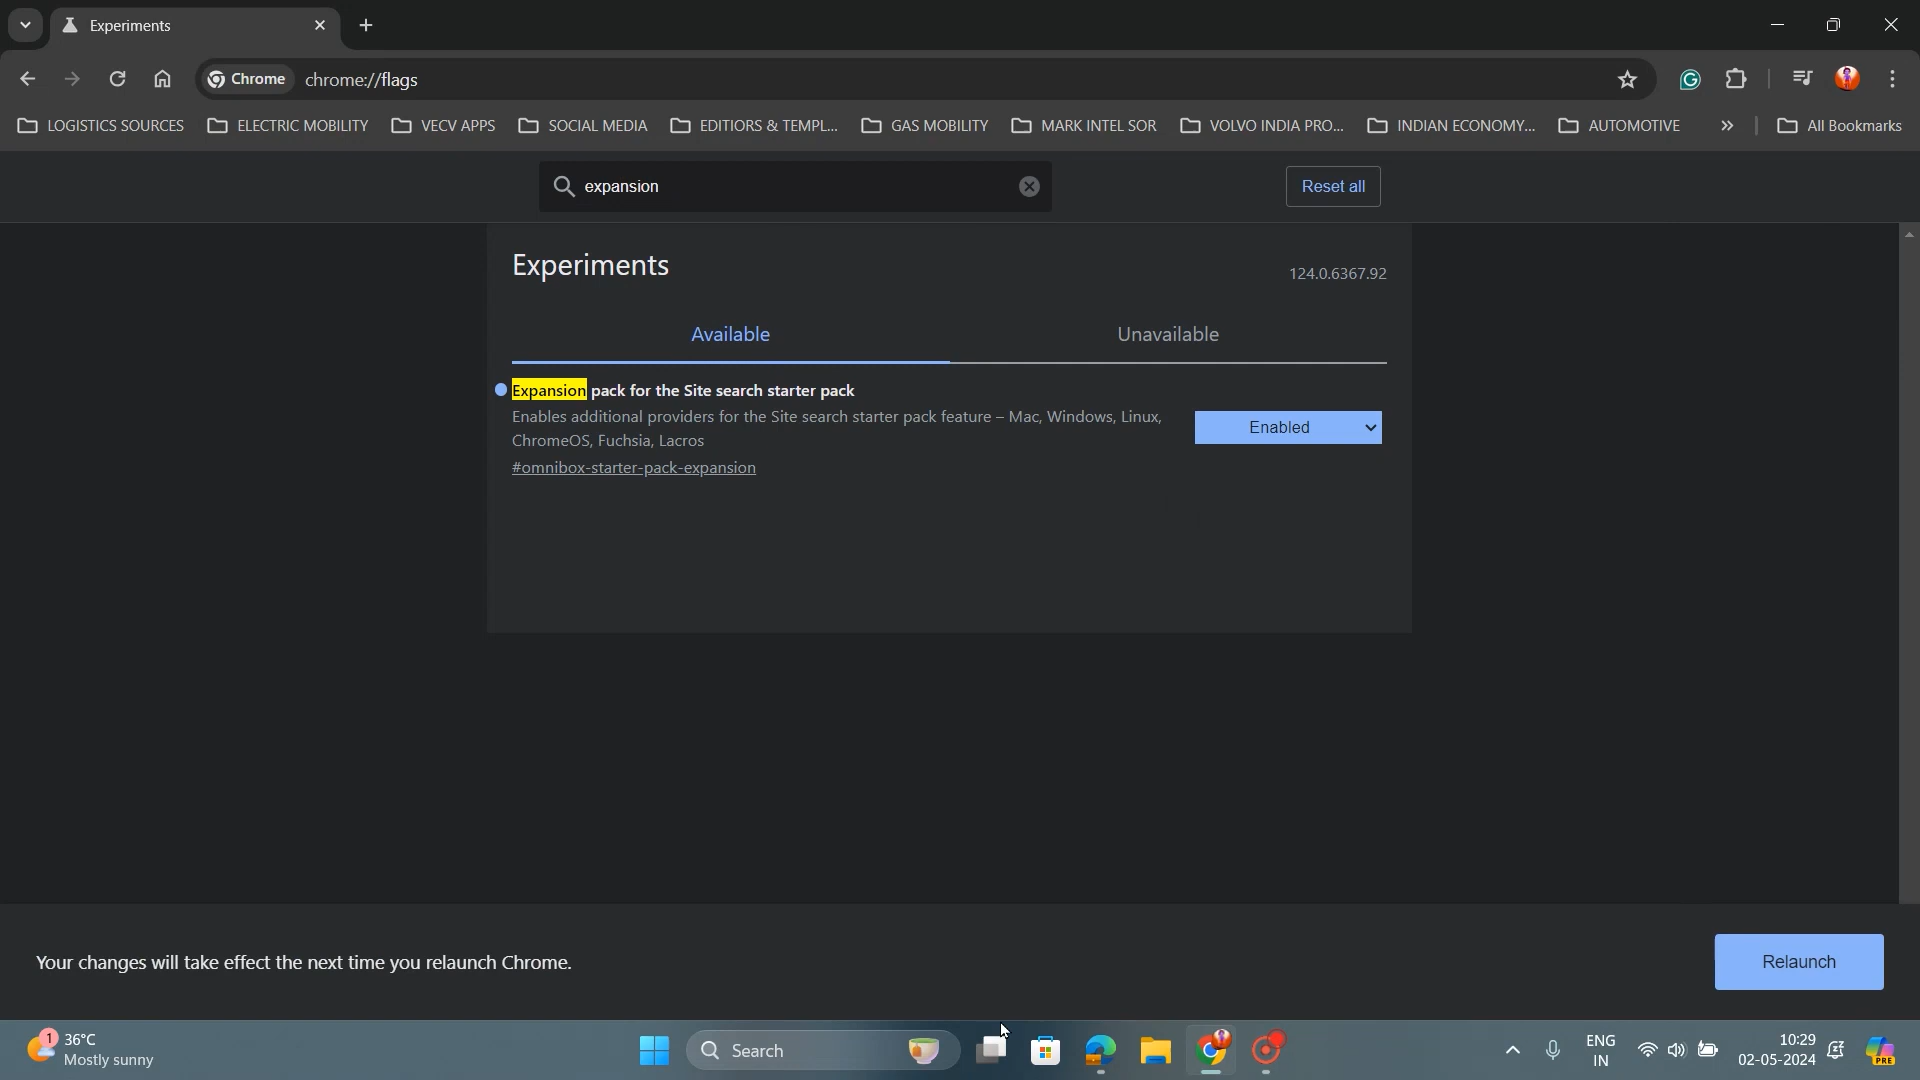 Experiments
Chrome chrome://flags
LOGISTICS SOURCES ELECTRIC MOBILITY VECV APPS SOCIAL MEDIA EDITIORS & TEMPL... GAS MOBILITY MARK INTEL SOR VOLVO INDIA PRO... INDIAN ECONOMY... AUTOMOTIVE » All Bookmarks
expansion Reset all
Experiments 124.0.6367.92
Available Unavailable
Expansion pack for the Site search starter pack
Enables additional providers for the Site search starter pack feature – Mac, Windows, Linux,
ChromeOS, Fuchsia, Lacros
Enabled
#omnibox-starter-pack-expansion
Your changes will take effect the next time you relaunch Chrome. Relaunch
1 36°C
Mostly sunny
Search
ENG
IN
10:29
02-05-2024
PRE